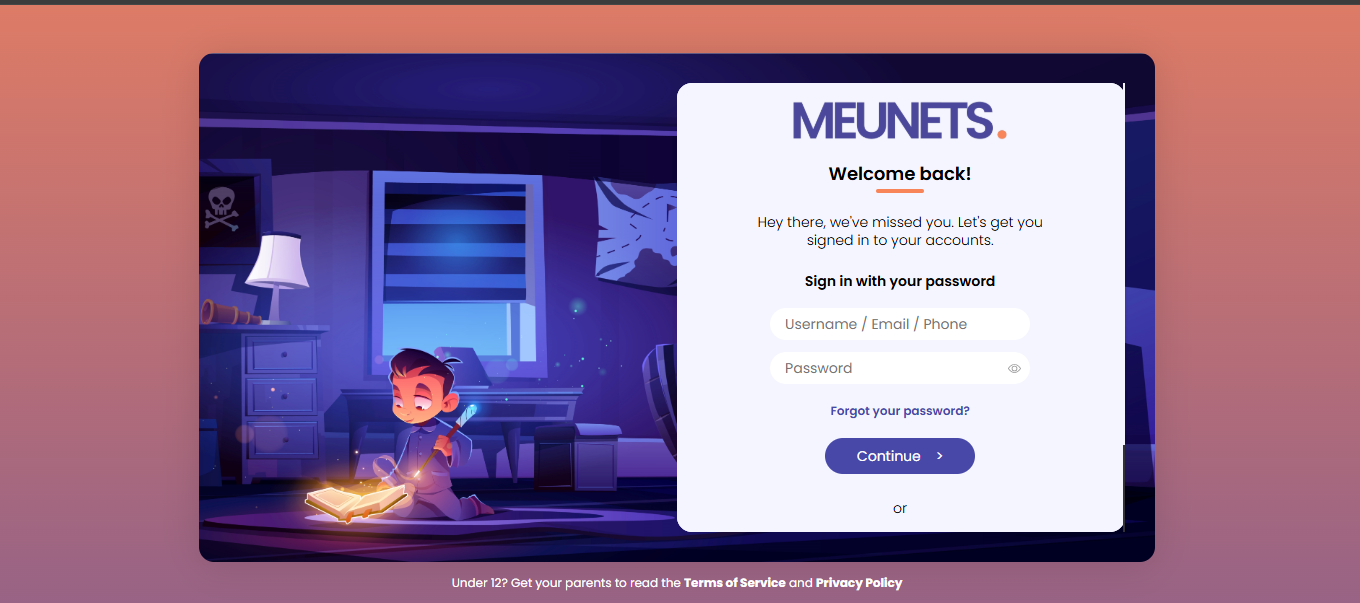 MEUNETS.
Welcome back!
Hey there, we've missed you. Let's get you
signed in to your accounts.
Sign in with your password
Username / Email / Phone
Password
Forgot your password?
Continue >
or
Under 12? Get your parents to read the Terms of Service and Privacy Policy